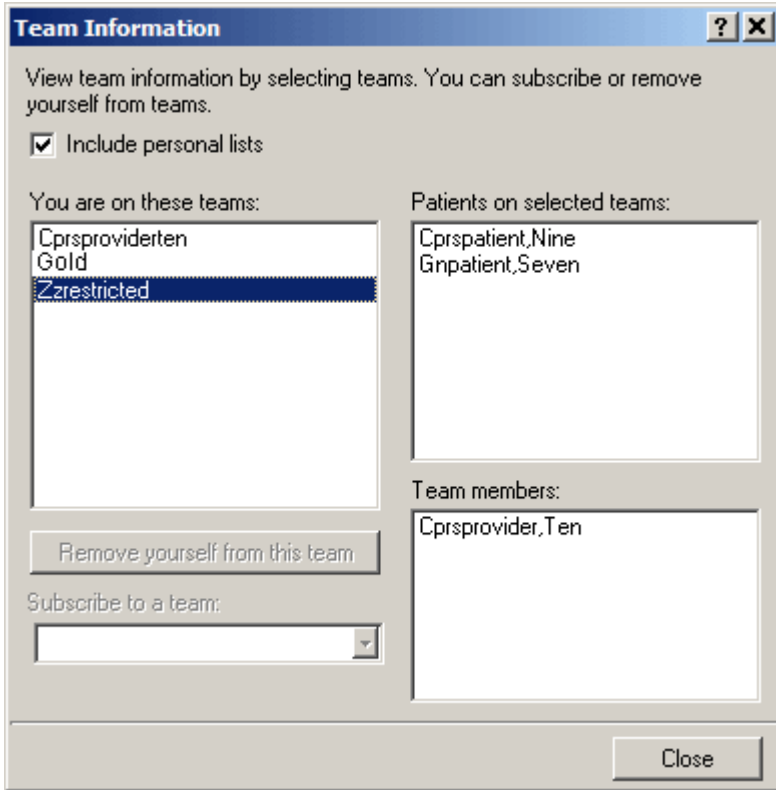 Team Information
View team information by selecting teams. You can subscribe or remove
yourself from teams.
Include personal lists
You are on these teams:
Cprsproviderten
Gold
Zzrestricted
Remove yourself from this team
Subscribe to a team:
Patients on selected teams:
Cprspatient,Nine
Gnpatient,Seven
Team members:
Cprsprovider,Ten
Close